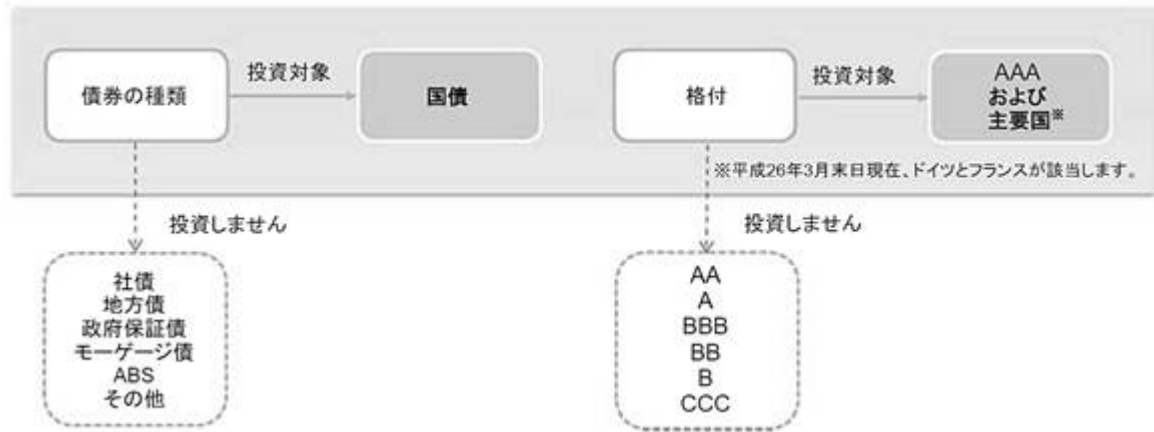 債券の種類
投資対象
国債
格付
投資対象
AAA
および
主要国※
※平成26年3月末日現在、ドイツとフランスが該当します。
投資しません
社債
地方債
政府保証債
モーゲージ債
ABS
その他
投資しません
AA
A
BBB
BB
B
CCC